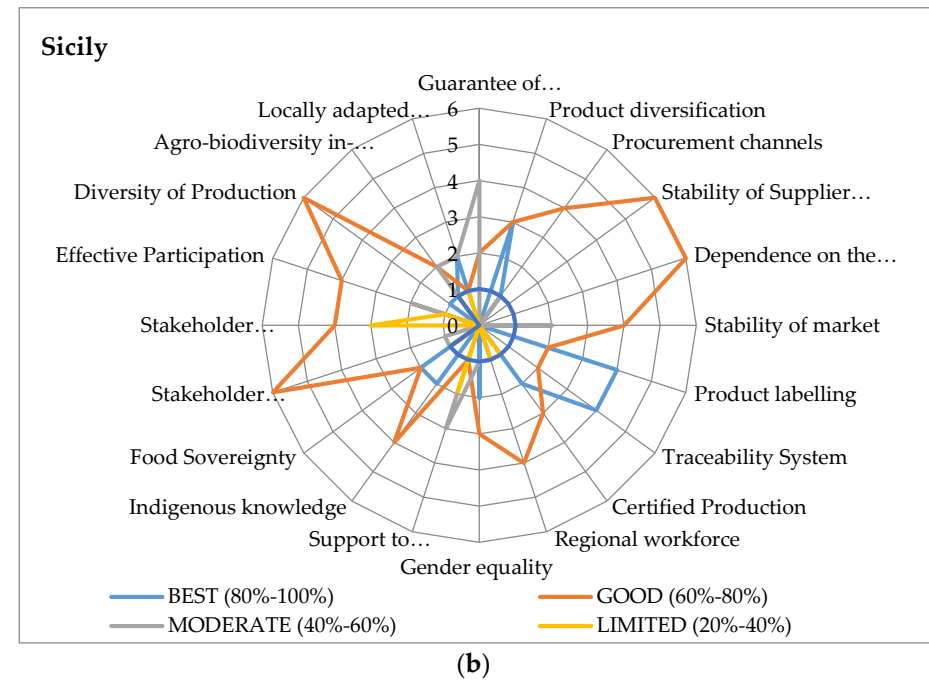 Sicily
Guarantee of…
Locally adapted…
Product diversification
Agro-biodiversity in-…
Procurement channels
Diversity of Production
Stability of Supplier…
Effective Participation
Dependence on the…
Stakeholder…
Stability of market
Stakeholder…
Product labelling
Food Sovereignty
Traceability System
Indigenous knowledge
Certified Production
Support to…
Regional workforce
Gender equality
6
5
4
3
2
1
0
BEST (80%-100%)
GOOD (60%-80%)
MODERATE (40%-60%)
LIMITED (20%-40%)
(b)